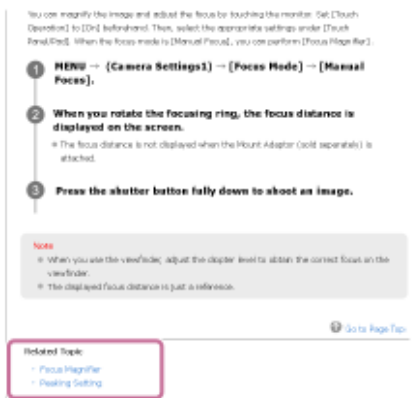 You can magnify the image and adjust the focus by touching the monitor. Set [Touch
Operation] to [On] beforehand. Then, select the appropriate settings under [Touch
Panel/Pad]. When the focus mode is [Manual Focus], you can perform [Focus Magnifier].
1 MENU → (Camera Settings1) → [Focus Mode] → [Manual
Focus].
2 When you rotate the focusing ring, the focus distance is
displayed on the screen.
The focus distance is not displayed when the Mount Adaptor (sold separately) is
attached.
3 Press the shutter button fully down to shoot an image.
Note
When you use the viewfinder, adjust the diopter level to obtain the correct focus on the
viewfinder.
The displayed focus distance is just a reference.
Go to Page Top
Related Topic
Focus Magnifier
Peaking Setting